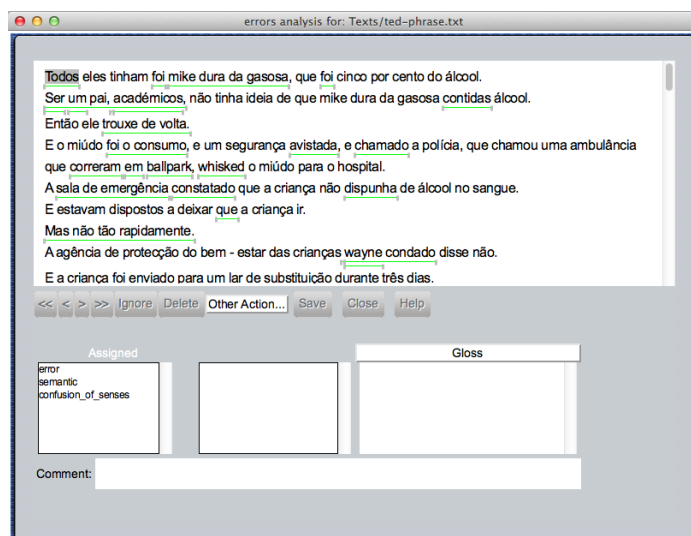 errors analysis for: Texts/ted-phrase.txt
Todos eles tinham foi mike dura da gasosa, que foi cinco por cento do álcool.
Ser um pai, académicos, não tinha ideia de que mike dura da gasosa contidas álcool.
Então ele trouxe de volta.
E o miúdo foi o consumo, e um segurança avistada, e chamado a polícia, que chamou uma ambulância
que correram em ballpark, whisked o miúdo para o hospital.
A sala de emergência constatado que a criança não dispunha de álcool no sangue.
E estavam dispostos a deixar que a criança ir.
Mas não tão rapidamente.
A agência de protecção do bem - estar das crianças wayne condado disse não.
E a criança foi enviado para um lar de substituição durante três dias.
<< < > >> Ignore Delete Other Action... Save Close Help
Assigned Gloss
error
semantic
confusion_of_senses
Comment: